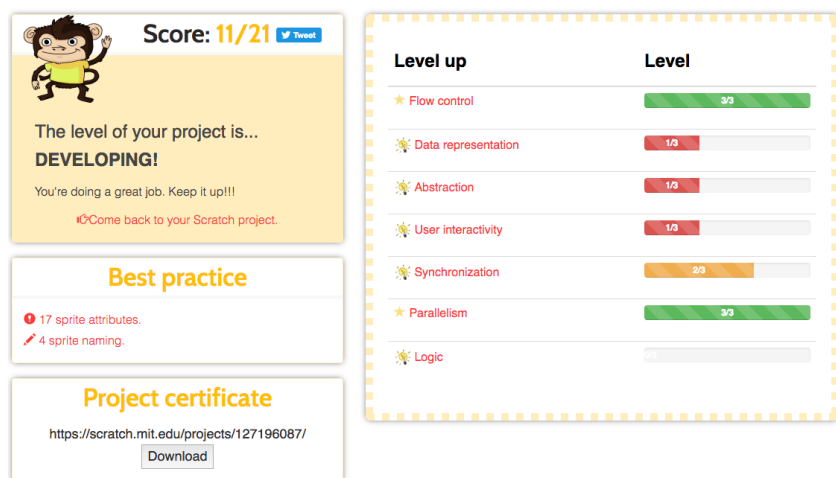 Score: 11/21 Tweet
The level of your project is...
DEVELOPING!
You're doing a great job. Keep it up!!!
Come back to your Scratch project.
Best practice
17 sprite attributes.
4 sprite naming.
Project certificate
https://scratch.mit.edu/projects/127196087/
Download
Level up Level
Flow control 3/3
Data representation 1/3
Abstraction 1/3
User interactivity 1/3
Synchronization 2/3
Parallelism 3/3
Logic